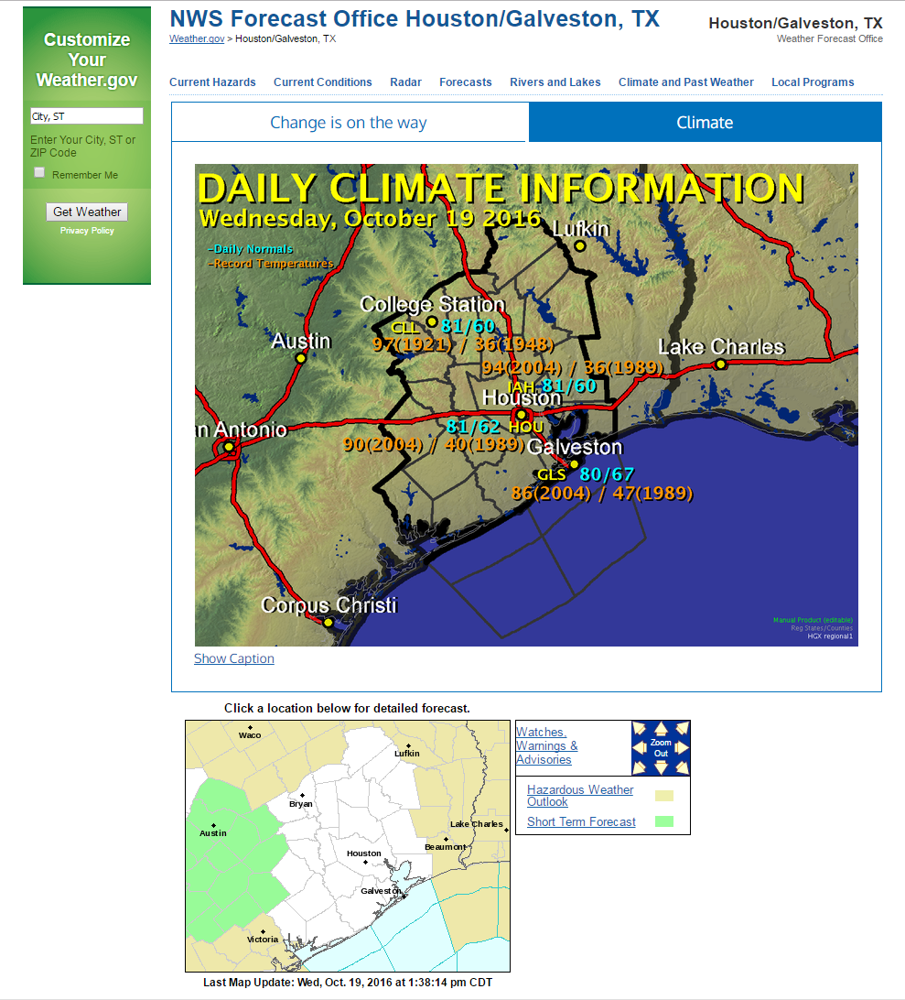 Customize
Your
Weather.gov
City, ST
Enter Your City, ST or
ZIP Code
Remember Me
Get Weather
Privacy Policy
NWS Forecast Office Houston/Galveston, TX
Weather.gov > Houston/Galveston, TX
Houston/Galveston, TX
Weather Forecast Office
Current Hazards Current Conditions Radar Forecasts Rivers and Lakes Climate and Past Weather Local Programs
Change is on the way
Climate
DAILY CLIMATE INFORMATION
Wednesday, October 19 2016
Lufkin
-Daily Normals
-Record Temperatures
College Station
CLL 81/60
97(1921) / 36(1948)
Austin
Lake Charles
94(2004) / 36(1989)
IAH 81/60
Houston
81/62 HOU
n Antonio
90(2004) / 40(1989)
Galveston
GLS 80/67
86(2004) / 47(1989)
Corpus Christi
Manual Product (editable)
Reg States/Counties
HGX regional1
Show Caption
Click a location below for detailed forecast.
Waco
Lufkin
Bryan
Austin
Lake Charles
Beaumont
Houston
Galveston
Victoria
Watches,
Warnings &
Advisories
Zoom
Out
Hazardous Weather
Outlook
Short Term Forecast
Last Map Update: Wed, Oct. 19, 2016 at 1:38:14 pm CDT